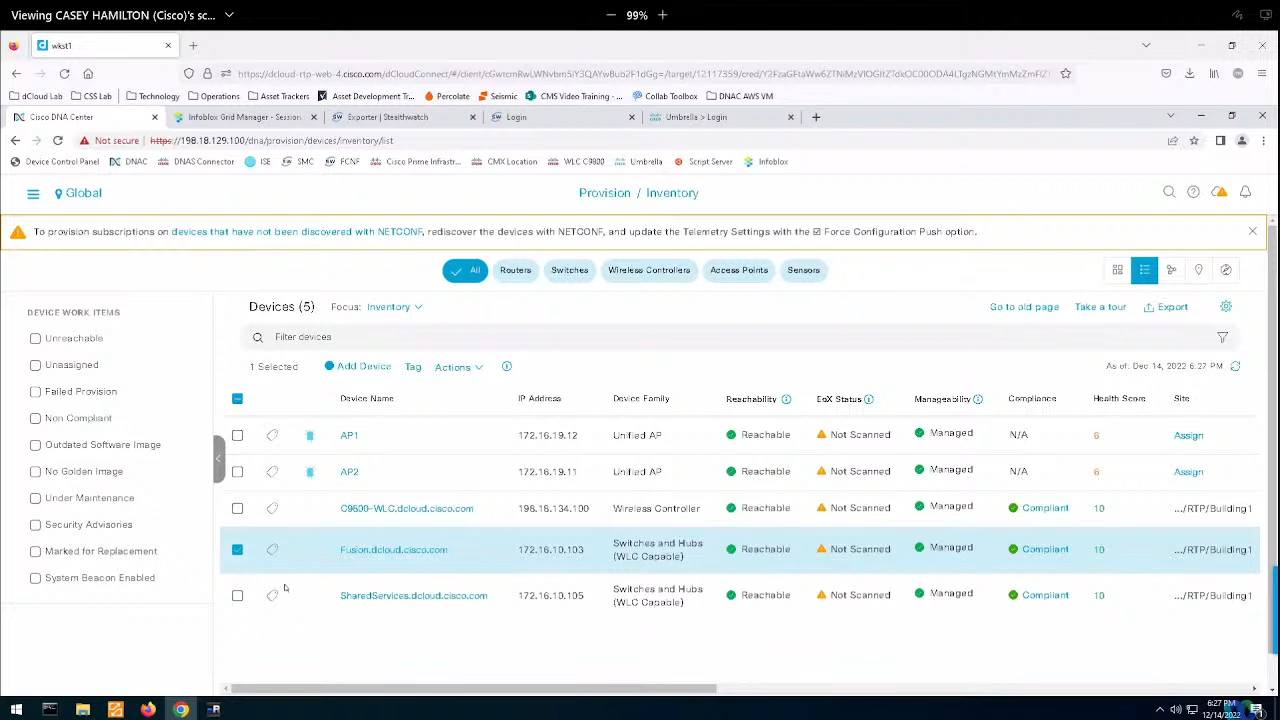 Viewing CASEY HAMILTON (Cisco)'s sc... 99%
wkst1
dCloud Lab CSS Lab Technology Operations Asset Trackers Asset Development Tr... Percolate Seismic CMS Video Training - ... Collab Toolbox DNAC AWS VM
Cisco DNA Center Infoblox Grid Manager - Session Exporter | Stealthwatch Login Umbrella > Login
Not secure https://198.18.129.100/dna/provision/devices/inventory/list
Device Control Panel DNAC DNAS Connector ISE SMC FCNF Cisco Prime Infrastr... CMX Location WLC C9800 Umbrella Script Server Infoblox
Global Provision / Inventory
To provision subscriptions on devices that have not been discovered with NETCONF, rediscover the devices with NETCONF, and update the Telemetry Settings with the ☑ Force Configuration Push option.
All Routers Switches Wireless Controllers Access Points Sensors
DEVICE WORK ITEMS
Unreachable
Unassigned
Failed Provision
Non Compliant
Outdated Software Image
No Golden Image
Under Maintenance
Security Advisories
Marked for Replacement
System Beacon Enabled
Devices (5) Focus: Inventory Go to old page Take a tour Export
Filter devices
1 Selected Add Device Tag Actions As of: Dec 14, 2022 6:27 PM
Device Name IP Address Device Family Reachability EoX Status Manageability Compliance Health Score Site
AP1 172.16.19.12 Unified AP Reachable Not Scanned Managed N/A 6 Assign
AP2 172.16.19.11 Unified AP Reachable Not Scanned Managed N/A 6 Assign
C9800-WLC.dcloud.cisco.com 198.18.134.100 Wireless Controller Reachable Not Scanned Managed Compliant 10 .../RTP/Building1
Fusion.dcloud.cisco.com 172.16.10.103 Switches and Hubs (WLC Capable) Reachable Not Scanned Managed Compliant 10 .../RTP/Building1
SharedServices.dcloud.cisco.com 172.16.10.105 Switches and Hubs (WLC Capable) Reachable Not Scanned Managed Compliant 10 .../RTP/Building1
6:27 PM
12/14/2022